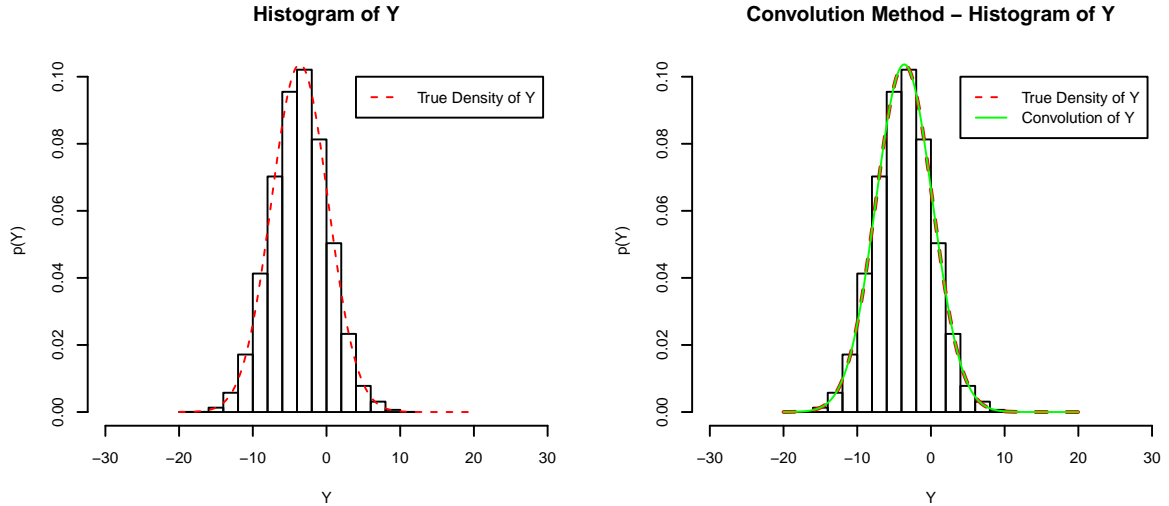 Histogram of Y
p(Y)
0.00 0.02 0.04 0.06 0.08 0.10
True Density of Y
−30 −20 −10 0 10 20 30
Y
Convolution Method − Histogram of Y
p(Y)
0.00 0.02 0.04 0.06 0.08 0.10
True Density of Y
Convolution of Y
−30 −20 −10 0 10 20 30
Y